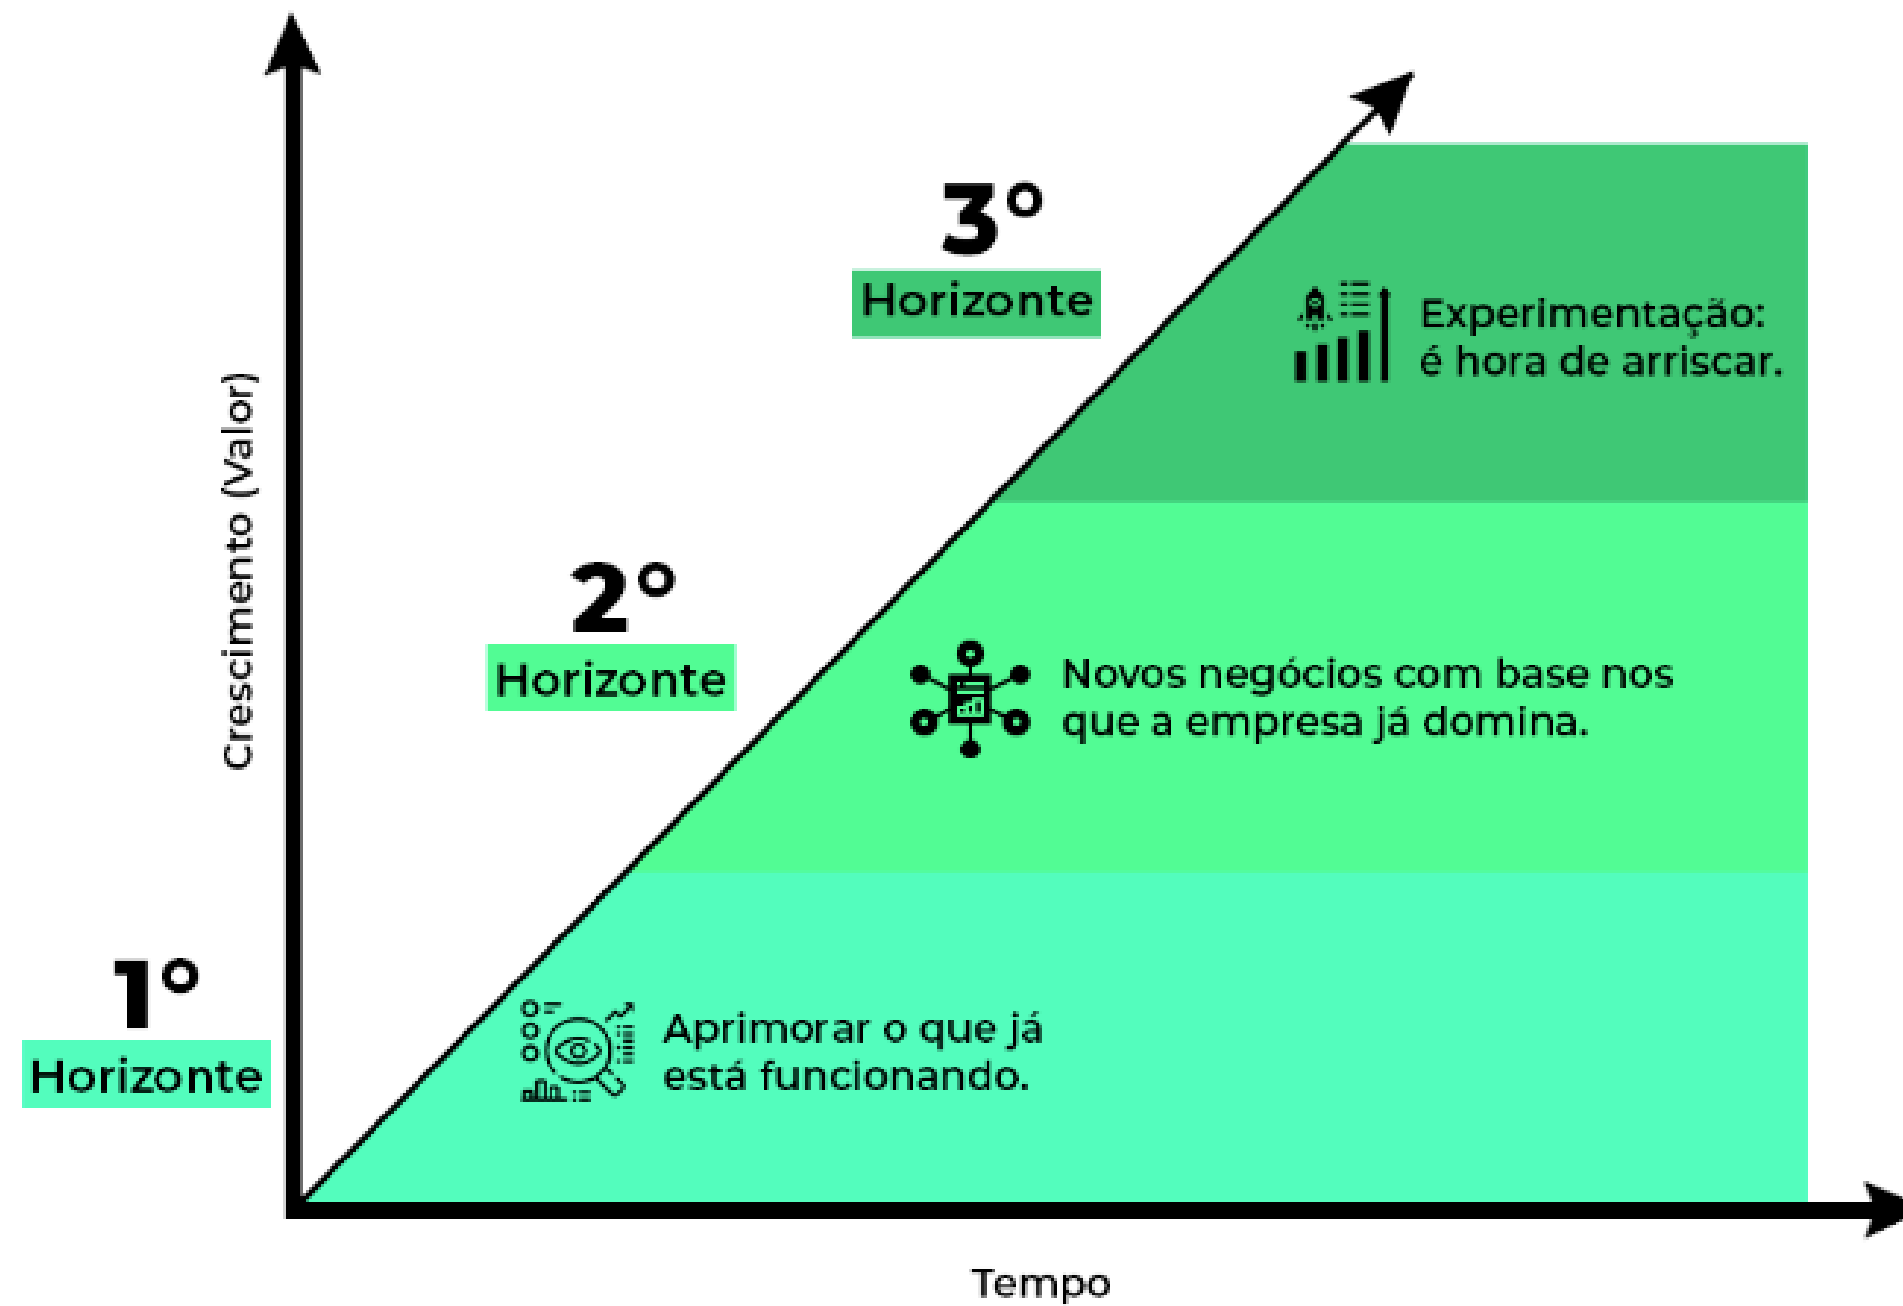 3°
Horizonte
Experimentação:
é hora de arriscar.
Crescimento (Valor)
2°
Horizonte
Novos negócios com base nos
que a empresa já domina.
1°
Horizonte
Aprimorar o que já
está funcionando.
Tempo